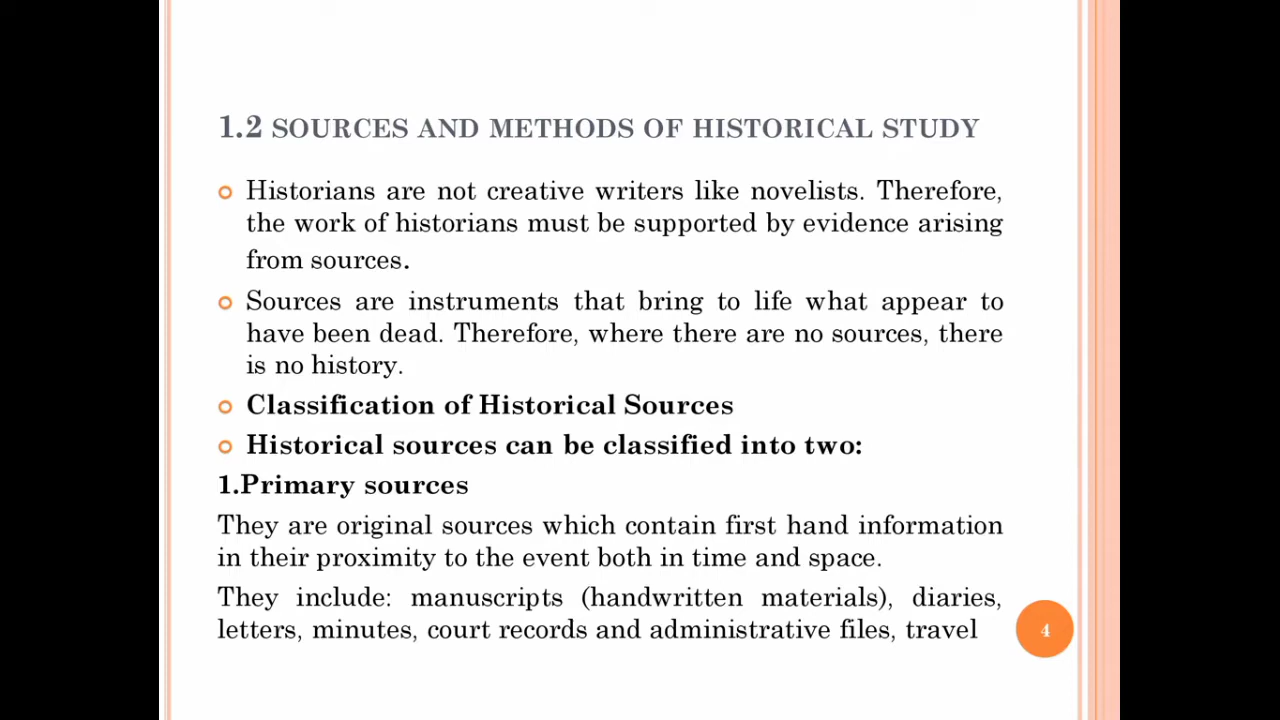 1.2 SOURCES AND METHODS OF HISTORICAL STUDY
Historians are not creative writers like novelists. Therefore,
the work of historians must be supported by evidence arising
from sources.
Sources are instruments that bring to life what appear to
have been dead. Therefore, where there are no sources, there
is no history.
Classification of Historical Sources
Historical sources can be classified into two:
1.Primary sources
They are original sources which contain first hand information
in their proximity to the event both in time and space.
They include: manuscripts (handwritten materials), diaries,
letters, minutes, court records and administrative files, travel
4